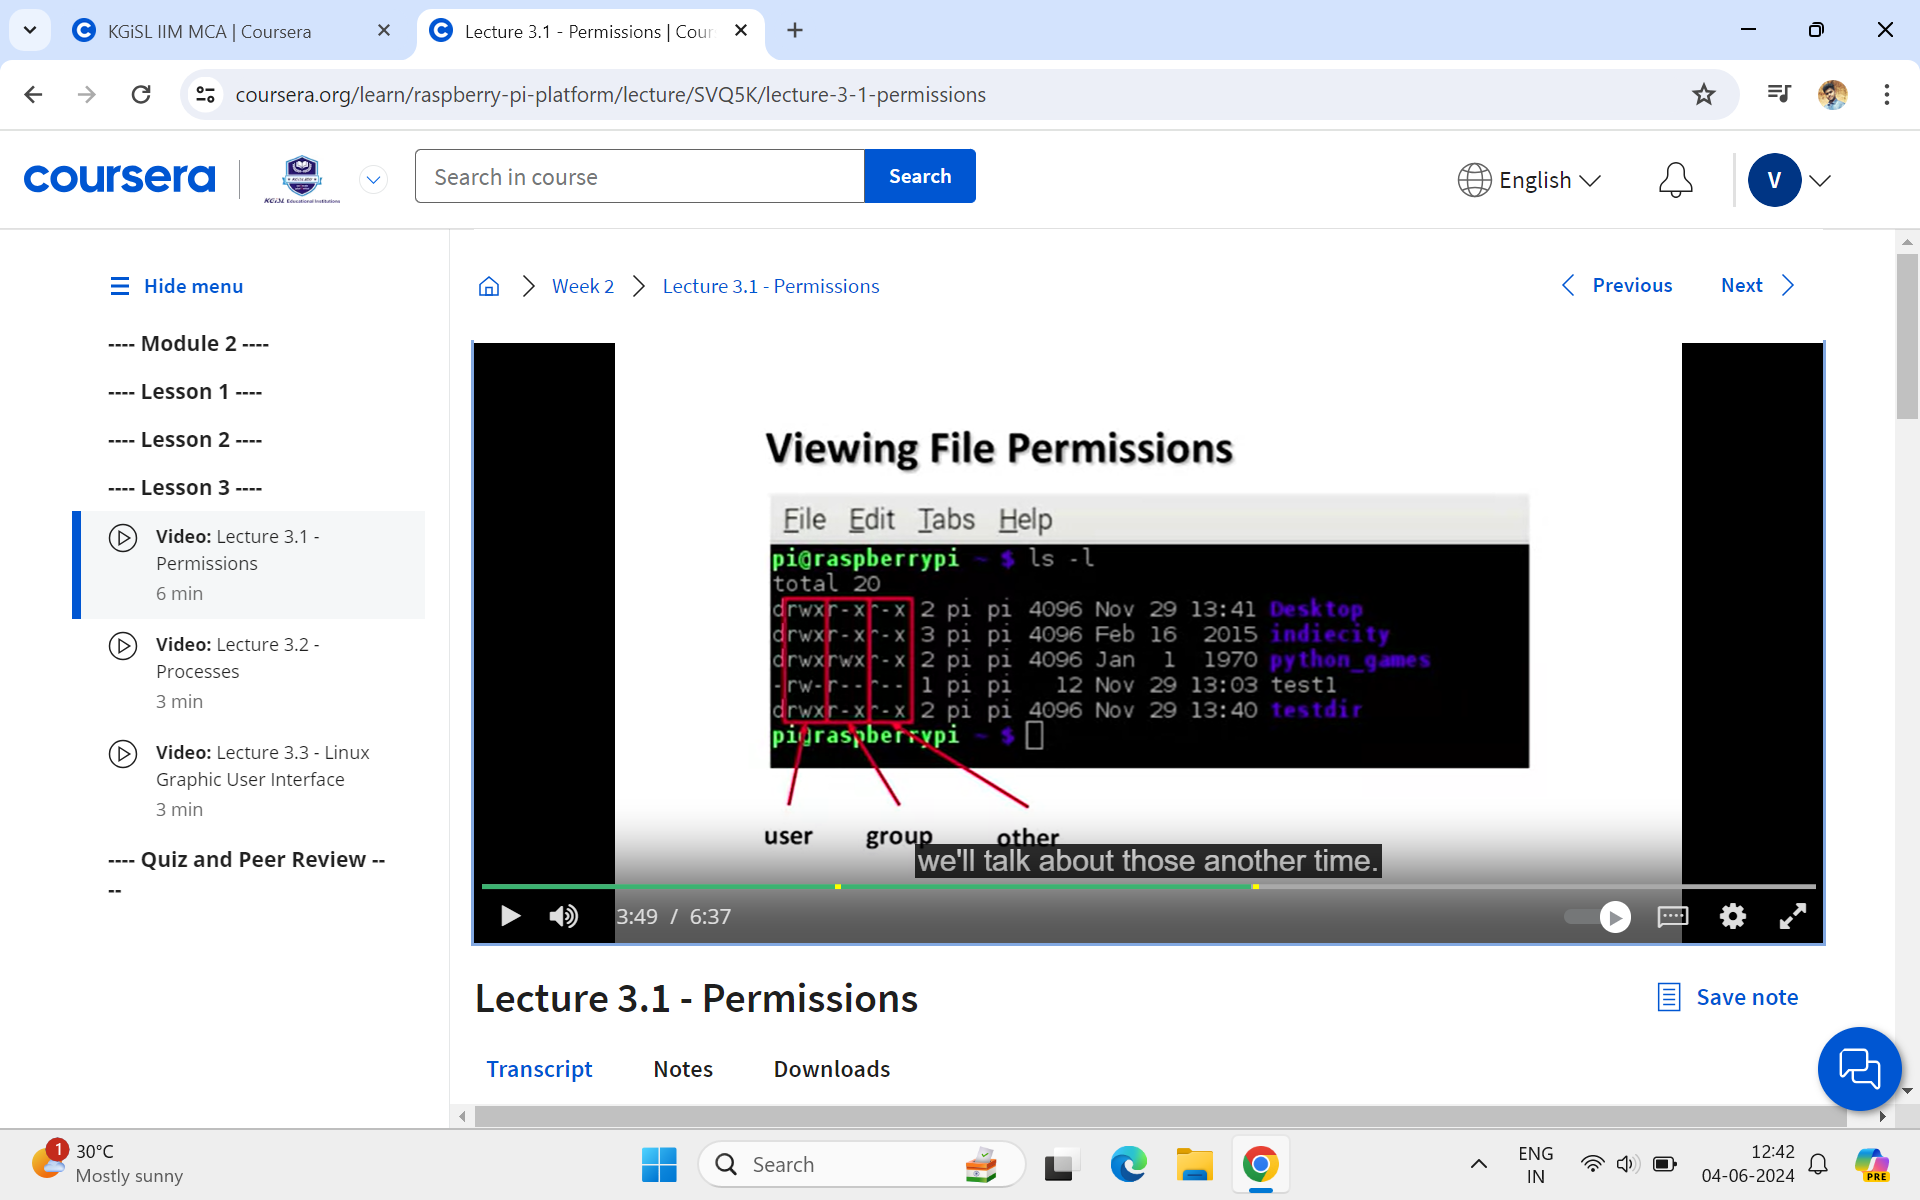 KGiSL IIM MCA | Coursera
Lecture 3.1 - Permissions | Cour
coursera.org/learn/raspberry-pi-platform/lecture/SVQ5K/lecture-3-1-permissions
coursera
KGiSL Educational Institutions
Search in course
Search
English
V
Hide menu
---- Module 2 ----
---- Lesson 1 ----
---- Lesson 2 ----
---- Lesson 3 ----
Video: Lecture 3.1 -
Permissions
6 min
Video: Lecture 3.2 -
Processes
3 min
Video: Lecture 3.3 - Linux
Graphic User Interface
3 min
---- Quiz and Peer Review --
--
Week 2
Lecture 3.1 - Permissions
Previous
Next
Viewing File Permissions
File Edit Tabs Help
pi@raspberrypi ~ $ ls -l
total 20
drwxr-xr-x 2 pi pi 4096 Nov 29 13:41 Desktop
drwxr-xr-x 3 pi pi 4096 Feb 16 2015 indiecity
drwxrwxr-x 2 pi pi 4096 Jan 1 1970 python_games
-rw-r--r-- 1 pi pi 12 Nov 29 13:03 test1
drwxr-xr-x 2 pi pi 4096 Nov 29 13:40 testdir
pi@raspberrypi ~ $
user group other
we'll talk about those another time.
3:49 / 6:37
Lecture 3.1 - Permissions
Save note
Transcript Notes Downloads
1
30°C
Mostly sunny
Search
ENG
IN
12:42
04-06-2024
PRE